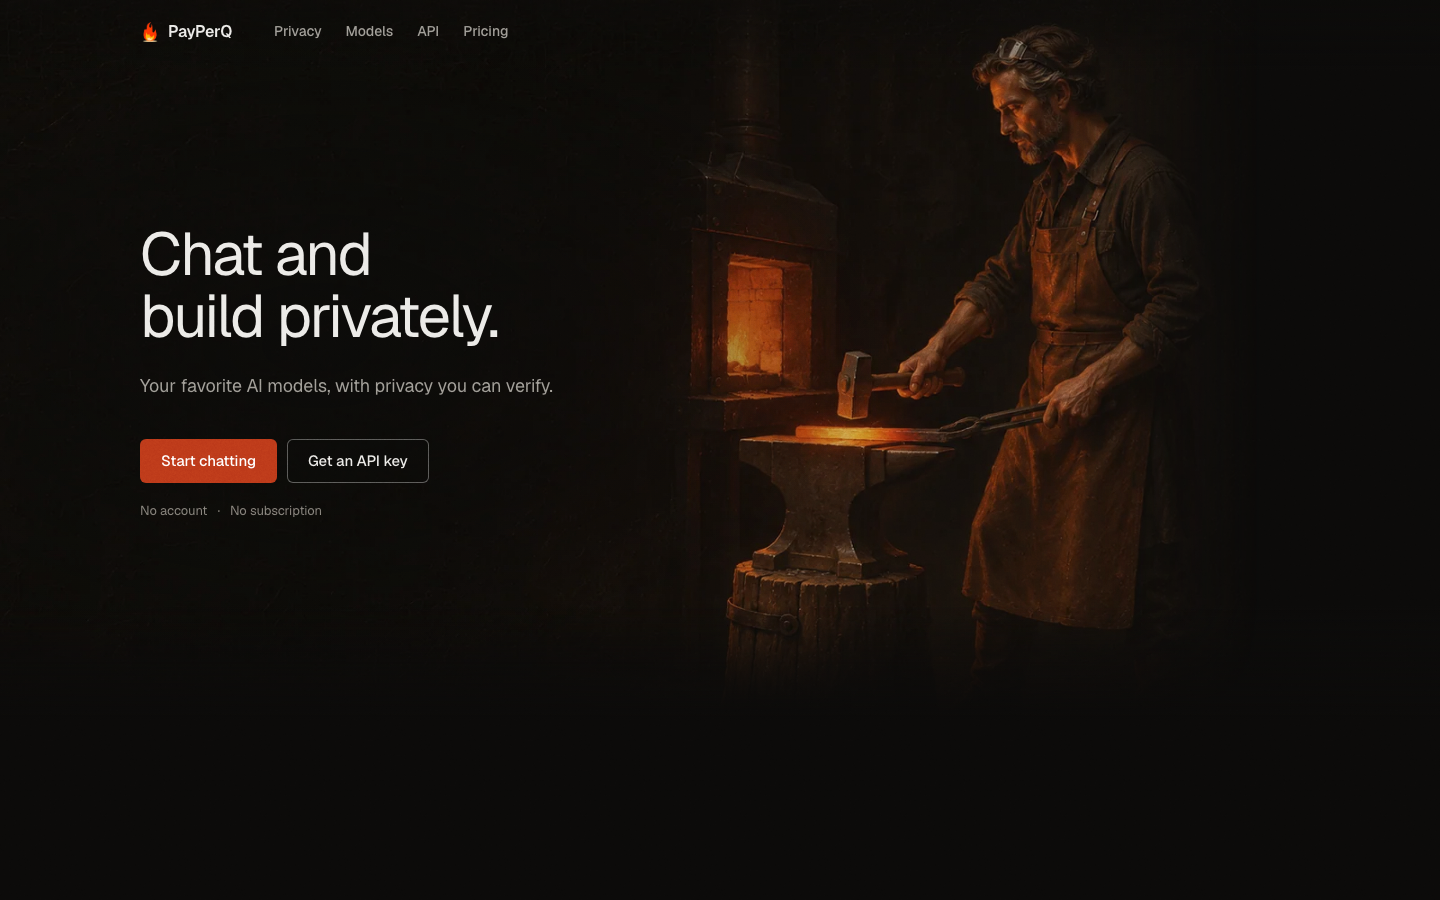 PayPerQ Privacy Models API Pricing
Chat and
build privately.
Your favorite AI models, with privacy you can verify.
Start chatting Get an API key
No account · No subscription